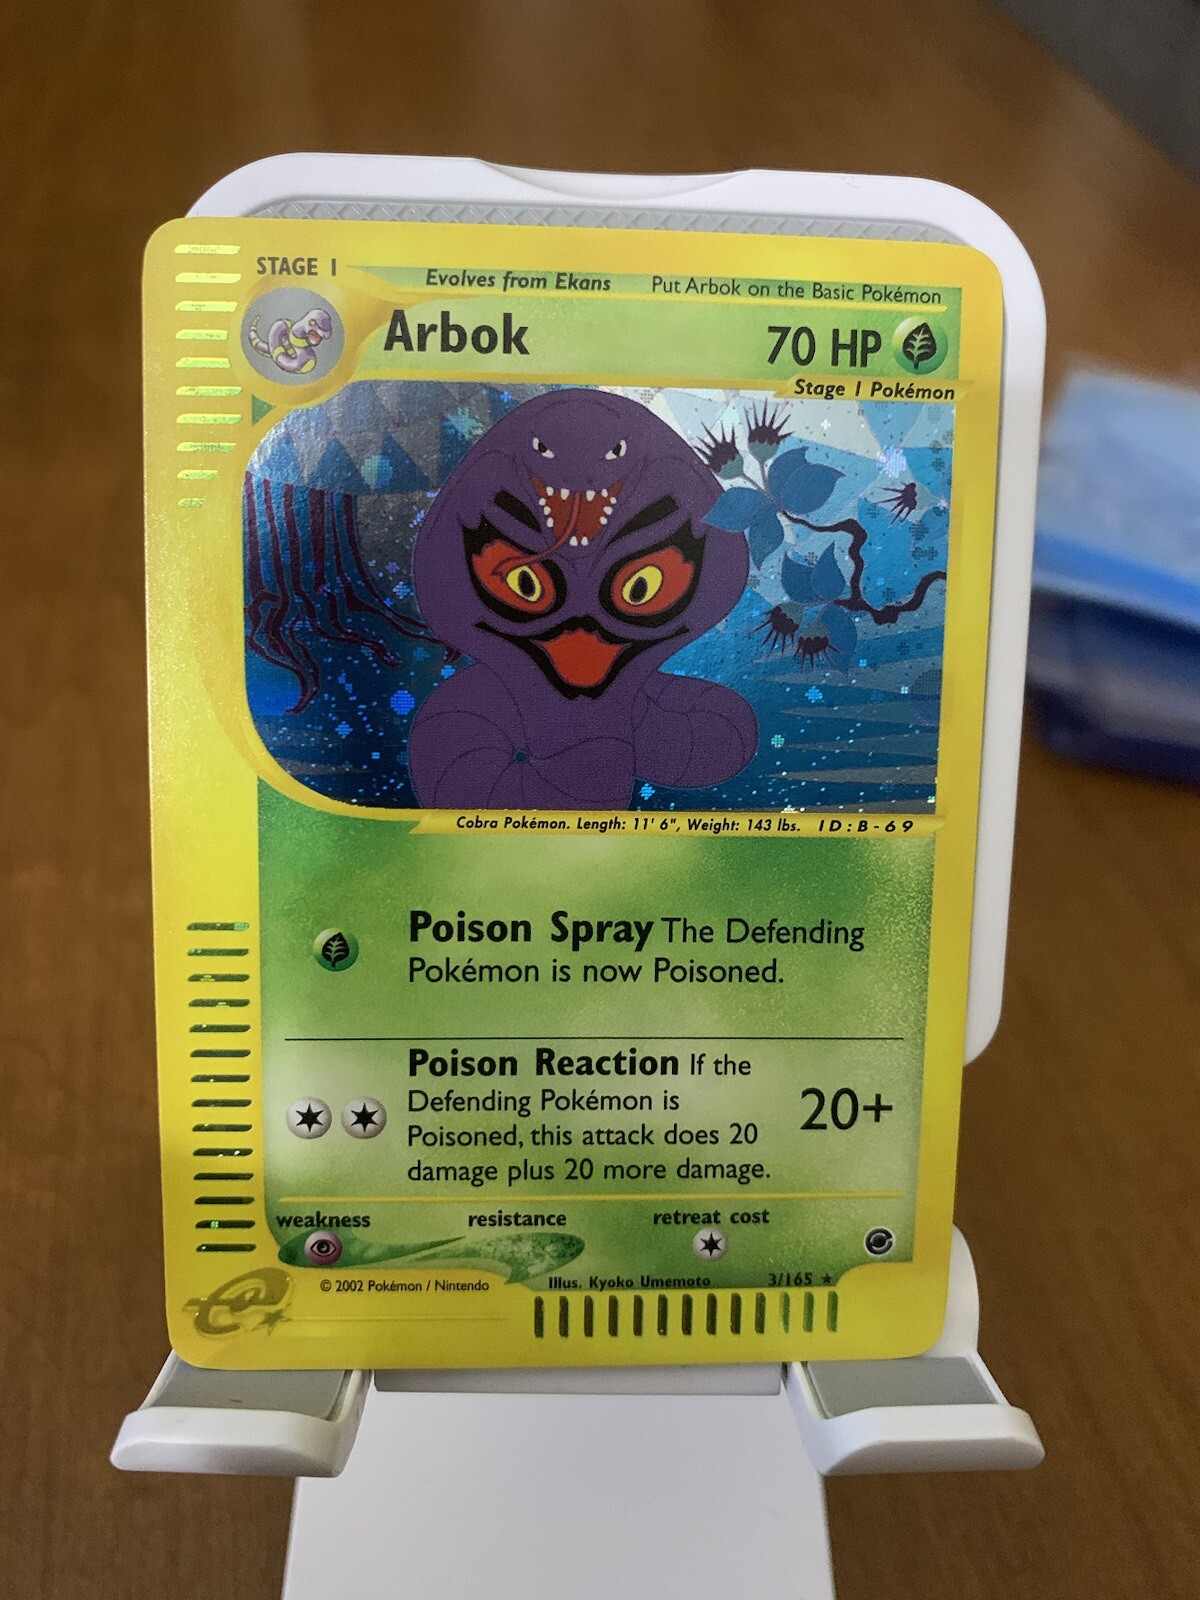 STAGE 1
Evolves from Ekans
Put Arbok on the Basic Pokémon
Arbok
70 HP
Stage 1 Pokémon
Cobra Pokémon. Length: 11' 6", Weight: 143 lbs. ID:B-69
Poison Spray The Defending
Pokémon is now Poisoned.
Poison Reaction If the
Defending Pokémon is
Poisoned, this attack does 20
damage plus 20 more damage.
20+
weakness
resistance
retreat cost
© 2002 Pokémon / Nintendo
Illus. Kyoko Umemoto
3/165 ★